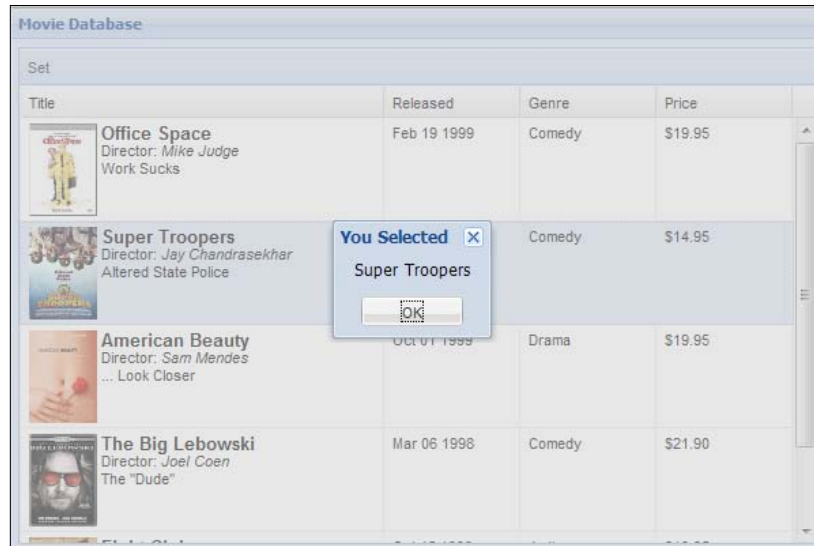 Movie Database
Set
Title Released Genre Price
Office Space Feb 19 1999 Comedy $19.95
Director: Mike Judge
Work Sucks
Super Troopers Comedy $14.95
Director: Jay Chandrasekhar
Altered State Police
You Selected
Super Troopers
OK
American Beauty Oct 01 1999 Drama $19.95
Director: Sam Mendes
... Look Closer
The Big Lebowski Mar 06 1998 Comedy $21.90
Director: Joel Coen
The "Dude"